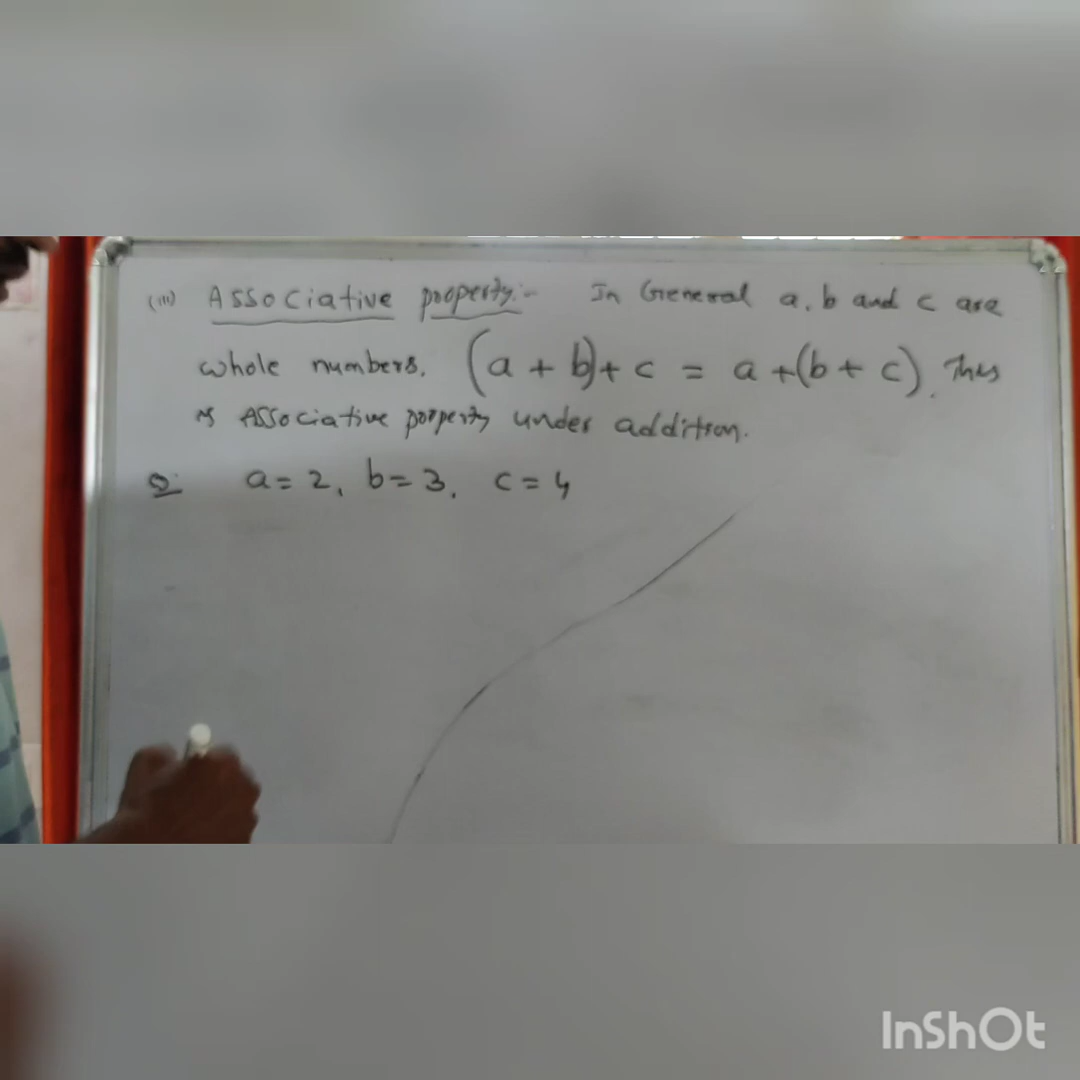 (iii) Associative property:- In General a, b and c are
whole numbers. (a + b) + c = a + (b + c). This
is Associative property under addition.
Q: a = 2, b = 3, c = 4
InShOt